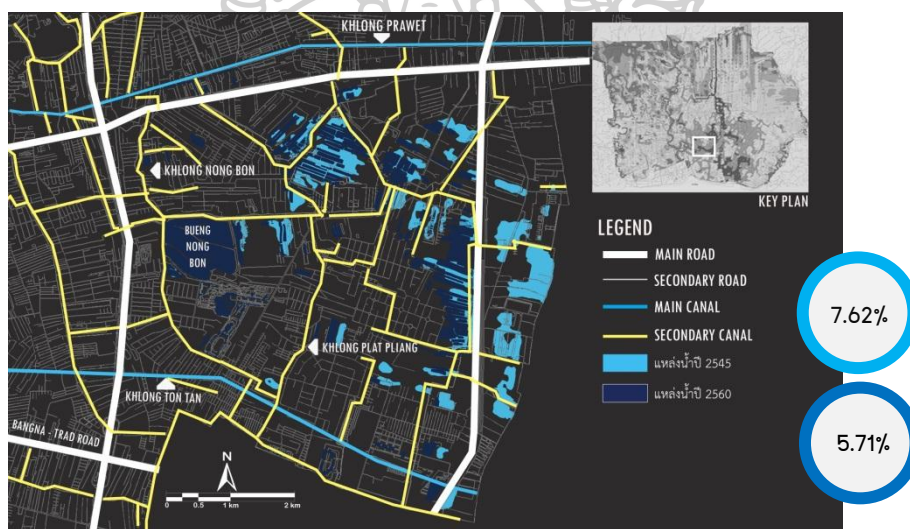 KHLONG PRAWET
KHLONG NONG BON
BUENG
NONG
BON
KHLONG PLAT PLIANG
KHLONG TON TAN
BANGNA - TRAD ROAD
N
0 0.5 1 km 2 km
KEY PLAN
LEGEND
MAIN ROAD
SECONDARY ROAD
MAIN CANAL
SECONDARY CANAL
แหล่งน้ำปี 2545
แหล่งน้ำปี 2560
7.62%
5.71%